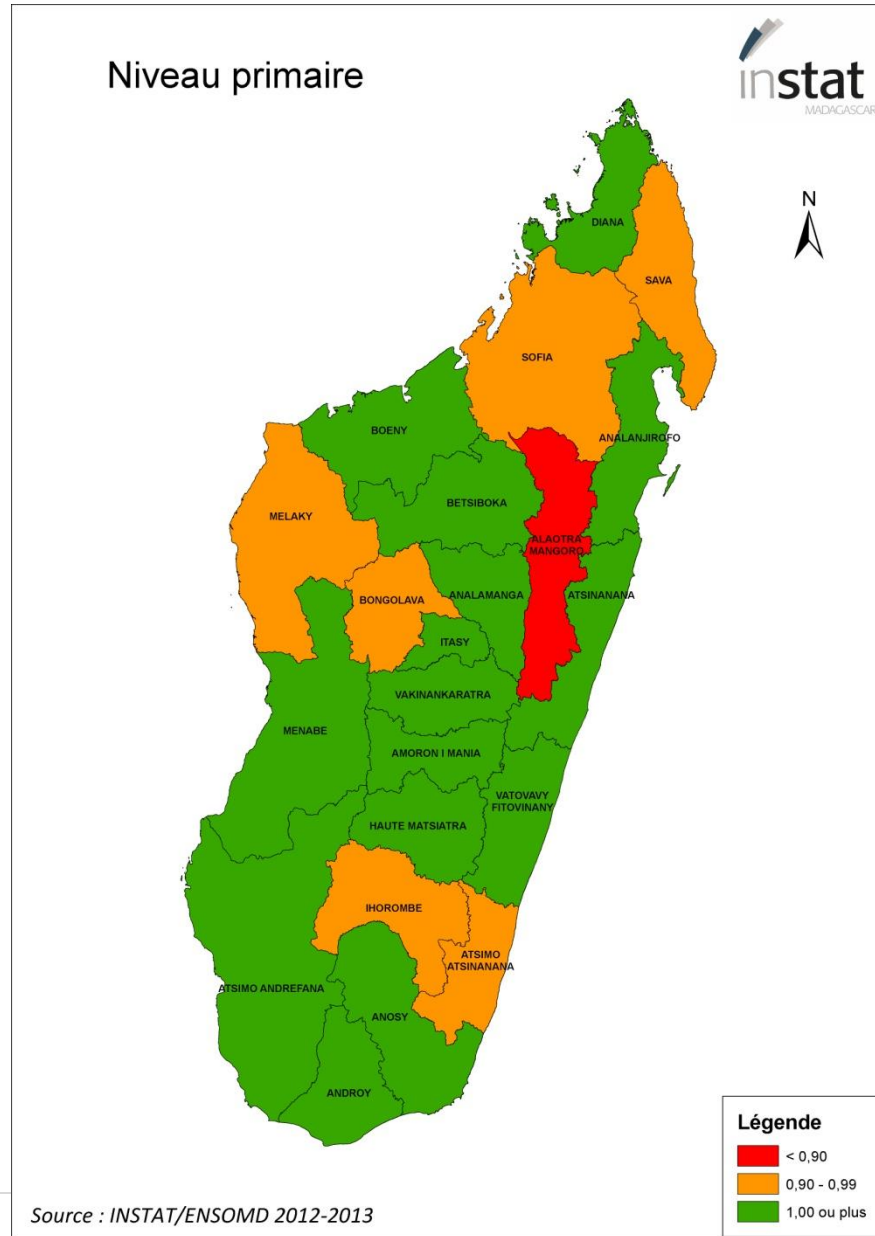 Niveau primaire
instat
MADAGASCAR
N
DIANA
SAVA
SOFIA
BOENY
ANALANJIROFO
BETSIBOKA
MELAKY
ALAOTRA
MANGORO
BONGOLAVA
ANALAMANGA
ATSINANANA
ITASY
VAKINANKARATRA
MENABE
AMORON I MANIA
VATOVAVY
FITOVINANY
HAUTE MATSIATRA
IHOROMBE
ATSIMO
ATSINANANA
ATSIMO ANDREFANA
ANOSY
ANDROY
Légende
< 0,90
0,90 - 0,99
1,00 ou plus
Source : INSTAT/ENSOMD 2012-2013